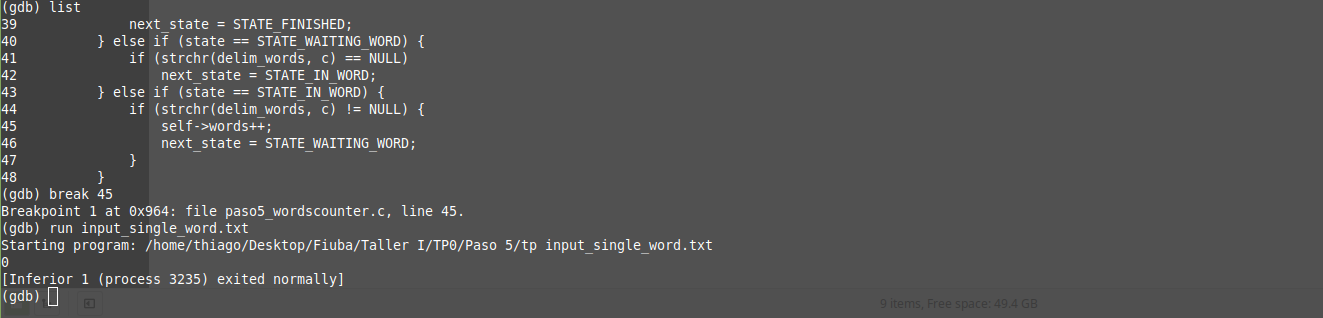 (gdb) list
39              next_state = STATE_FINISHED;
40          } else if (state == STATE_WAITING_WORD) {
41              if (strchr(delim_words, c) == NULL)
42                  next_state = STATE_IN_WORD;
43          } else if (state == STATE_IN_WORD) {
44              if (strchr(delim_words, c) != NULL) {
45                  self->words++;
46                  next_state = STATE_WAITING_WORD;
47              }
48          }
(gdb) break 45
Breakpoint 1 at 0x964: file paso5_wordscounter.c, line 45.
(gdb) run input_single_word.txt
Starting program: /home/thiago/Desktop/Fiuba/Taller I/TP0/Paso 5/tp input_single_word.txt
0
[Inferior 1 (process 3235) exited normally]
(gdb)
9 items, Free space: 49.4 GB